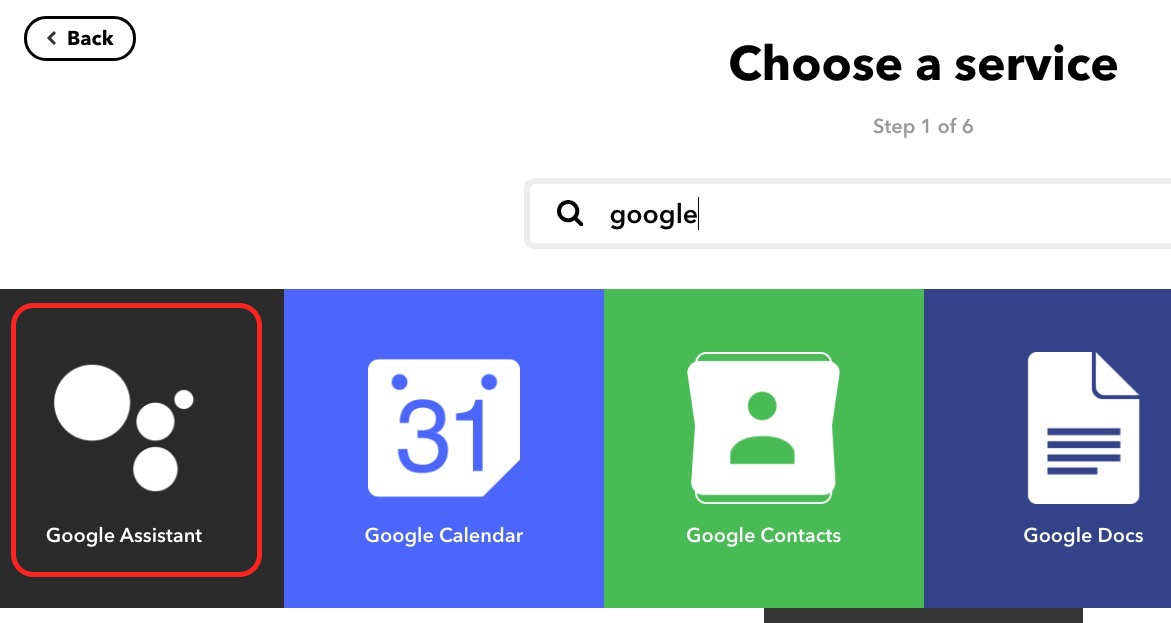 Back
Choose a service
Step 1 of 6
google
31
Google Assistant
Google Calendar
Google Contacts
Google Docs